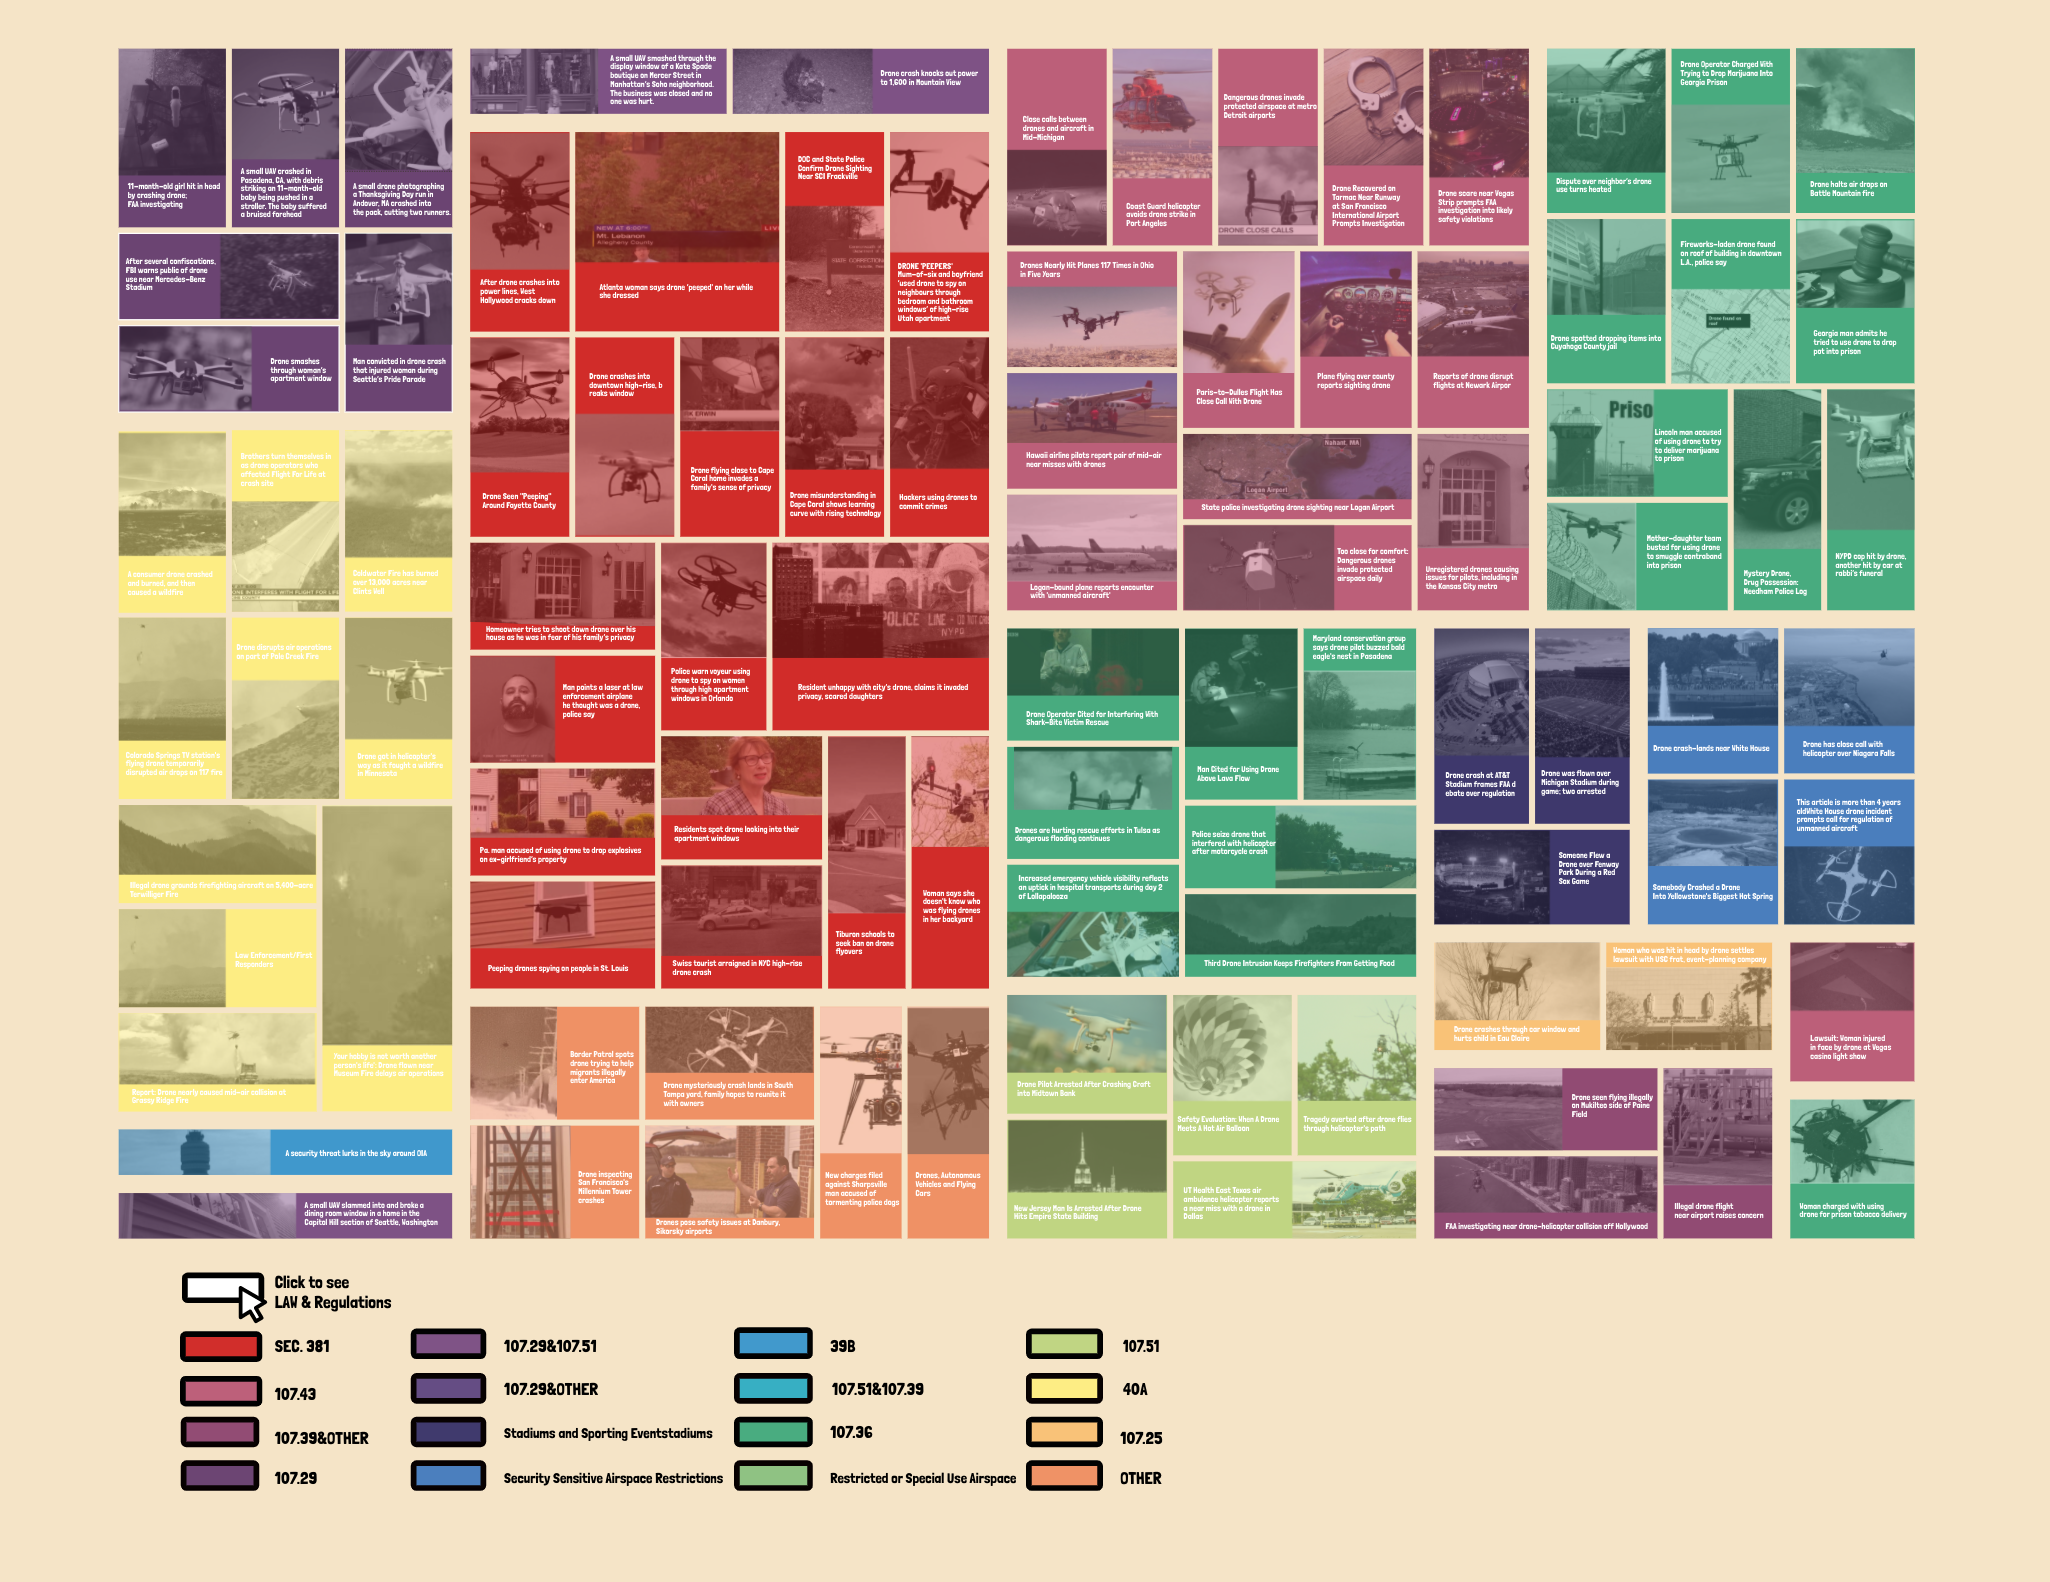 11-month-old girl hit in head
by crashing drone;
FAA investigating
A small UAV crashed in
Pasadena, CA, with debris
striking an 11-month-old
baby being pushed in a
stroller. The baby suffered
a bruised forehead
A small drone photographing
a Thanksgiving Day run in
Andover, MA crashed into
the pack, cutting two runners.
After several confiscations,
FBI warns public of drone
use near Mercedes-Benz
Stadium
Drone smashes
through woman's
apartment window
Man convicted in drone crash
that injured woman during
Seattle's Pride Parade
Brothers turn themselves in
as drone operators who
affected Flight For Life at
crash site
A consumer drone crashed
and burned, and then
caused a wildfire
ONE INTERFERES WITH FLIGHT FOR LIFE
Coldwater Fire has burned
over 13,000 acres near
Clints Well
Drone disrupts air operations
on part of Pole Creek Fire
Colorado Springs TV station's
flying drone temporarily
disrupted air drops on 117 fire
Drone got in helicopter's
way as it fought a wildfire
in Minnesota
Illegal drone grounds firefighting aircraft on 5,400-acre
Terwilliger Fire
Law Enforcement/First
Responders
Report: Drone nearly caused mid-air collision at
Grassy Ridge Fire
Your hobby is not worth another
person's life': Drone flown near
Museum Fire delays air operations
A security threat lurks in the sky around OIA
A small UAV slammed into and broke a
dining room window in a home in the
Capitol Hill section of Seattle, Washington
A small UAV smashed through the
display window of a Kate Spade
boutique on Mercer Street in
Manhattan's Soho neighborhood.
The business was closed and no
one was hurt.
Drone crash knocks out power
to 1,600 in Mountain View
After drone crashes into
power lines, West
Hollywood cracks down
NEW AT 6:00
Mt. Lebanon
Allegheny County
LIV
Atlanta woman says drone 'peeped' on her while
she dressed
DOC and State Police
Confirm Drone Sighting
Near SCI Frackville
DRONE 'PEEPERS'
Mum-of-six and boyfriend
'used drone to spy on
neighbours through
bedroom and bathroom
windows' of high-rise
Utah apartment
Drone Seen "Peeping"
Around Fayette County
Drone crashes into
downtown high-rise, b
reaks window
RK ERWIN
Drone flying close to Cape
Coral home invades a
family's sense of privacy
Drone misunderstanding in
Cape Coral shows learning
curve with rising technology
Hackers using drones to
commit crimes
Homeowner tries to shoot down drone over his
house as he was in fear of his family's privacy
Police warn voyeur using
drone to spy on women
through high apartment
windows in Orlando
POLICE LINE - DO NOT CR
NYPD
Resident unhappy with city's drone, claims it invaded
privacy, scared daughters
Man points a laser at law
enforcement airplane
he thought was a drone,
police say
Residents spot drone looking into their
apartment windows
Pa. man accused of using drone to drop explosives
on ex-girlfriend's property
Peeping drones spying on people in St. Louis
Swiss tourist arraigned in NYC high-rise
drone crash
Tiburon schools to
seek ban on drone
flyovers
Woman says she
doesn't know who
was flying drones
in her backyard
Border Patrol spots
drone trying to help
migrants illegally
enter America
Drone mysteriously crash lands in South
Tampa yard, family hopes to reunite it
with owners
Drone inspecting
San Francisco's
Millennium Tower
crashes
Drones pose safety issues at Danbury,
Sikorsky airports
New charges filed
against Sharpsville
man accused of
tormenting police dogs
Drones, Autonomous
Vehicles and Flying
Cars
Close calls between
drones and aircraft in
Mid-Michigan
Coast Guard helicopter
avoids drone strike in
Port Angeles
Dangerous drones invade
protected airspace at metro
Detroit airports
DRONE CLOSE CALLS
Drone Recovered on
Tarmac Near Runway
at San Francisco
International Airport
Prompts Investigation
Drone scare near Vegas
Strip prompts FAA
investigation into likely
safety violations
Drones Nearly Hit Planes 117 Times in Ohio
in Five Years
Paris-to-Dulles Flight Has
Close Call With Drone
Plane flying over county
reports sighting drone
Reports of drone disrupt
flights at Newark Airpor
Hawaii airline pilots report pair of mid-air
near misses with drones
Nahant, MA
Logan Airport
State police investigating drone sighting near Logan Airport
Logan-bound plane reports encounter
with 'unmanned aircraft'
Too close for comfort:
Dangerous drones
invade protected
airspace daily
Unregistered drones causing
issues for pilots, including in
the Kansas City metro
Dispute over neighbor's drone
use turns heated
Drone Operator Charged With
Trying to Drop Marijuana Into
Georgia Prison
Drone halts air drops on
Battle Mountain fire
Drone spotted dropping items into
Cuyahoga County jail
Fireworks-laden drone found
on roof of building in downtown
L.A., police say
Drone found on
roof
Georgia man admits he
tried to use drone to drop
pot into prison
Priso
Lincoln man accused
of using drone to try
to deliver marijuana
to prison
Mother-daughter team
busted for using drone
to smuggle contraband
into prison
Mystery Drone,
Drug Possession:
Needham Police Log
NYPD cop hit by drone,
another hit by car at
rabbi's funeral
Drone Operator Cited for Interfering With
Shark-Bite Victim Rescue
Man Cited for Using Drone
Above Lava Flow
Maryland conservation group
says drone pilot buzzed bald
eagle's nest in Pasadena
Drones are hurting rescue efforts in Tulsa as
dangerous flooding continues
Police seize drone that
interfered with helicopter
after motorcycle crash
Increased emergency vehicle visibility reflects
an uptick in hospital transports during day 2
of Lollapalooza
Third Drone Intrusion Keeps Firefighters From Getting Food
Drone crash at AT&T
Stadium frames FAA d
ebate over regulation
Drone was flown over
Michigan Stadium during
game; two arrested
Someone Flew a
Drone over Fenway
Park During a Red
Sox Game
Drone crash-lands near White House
Drone has close call with
helicopter over Niagara Falls
Somebody Crashed a Drone
Into Yellowstone's Biggest Hot Spring
This article is more than 4 years
oldWhite House drone incident
prompts call for regulation of
unmanned aircraft
Drone Pilot Arrested After Crashing Craft
into Midtown Bank
Safety Evaluation: When A Drone
Meets A Hot Air Balloon
Tragedy averted after drone flies
through helicopter's path
New Jersey Man Is Arrested After Drone
Hits Empire State Building
UT Health East Texas air
ambulance helicopter reports
a near miss with a drone in
Dallas
Drone crashes through car window and
hurts child in Eau Claire
Woman who was hit in head by drone settles
lawsuit with USC frat, event-planning company
Lawsuit: Woman injured
in face by drone at Vegas
casino light show
Drone seen flying illegally
on Mukilteo side of Paine
Field
FAA investigating near drone-helicopter collision off Hollywood
Illegal drone flight
near airport raises concern
Woman charged with using
drone for prison tobacco delivery
Click to see
LAW & Regulations
SEC. 381
107.29&107.51
39B
107.51
107.43
107.29&OTHER
107.51&107.39
40A
107.39&OTHER
Stadiums and Sporting Eventstadiums
107.36
107.25
107.29
Security Sensitive Airspace Restrictions
Restricted or Special Use Airspace
OTHER